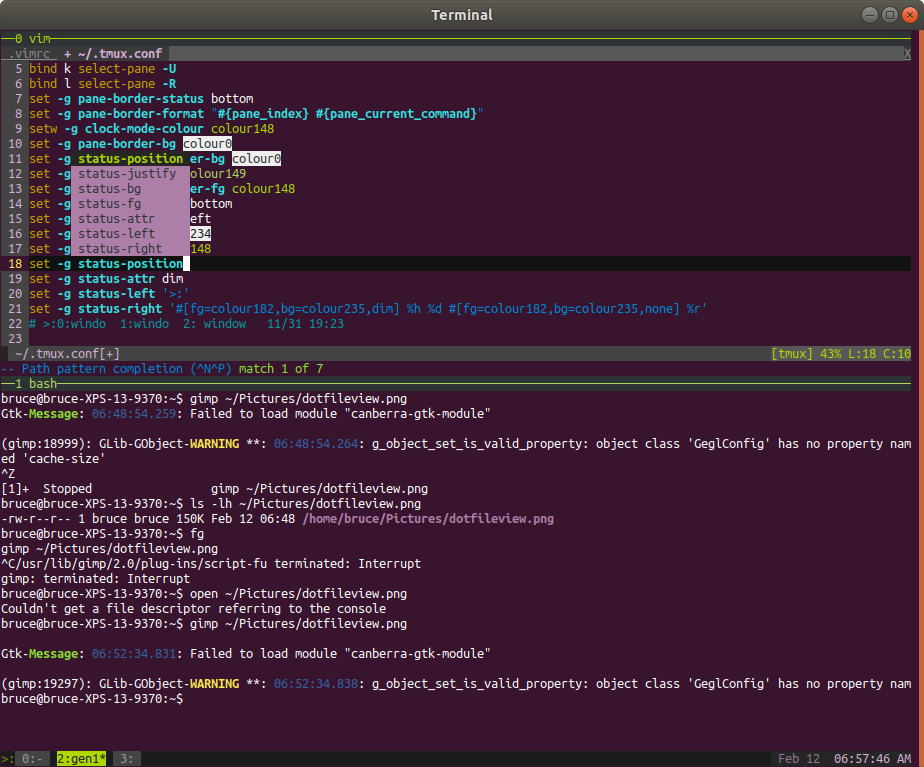 Terminal
0 vim
.vimrc + ~/.tmux.conf X
5 bind k select-pane -U
6 bind l select-pane -R
7 set -g pane-border-status bottom
8 set -g pane-border-format "#{pane_index} #{pane_current_command}"
9 setw -g clock-mode-colour colour148
10 set -g pane-border-bg colour0
11 set -g status-position er-bg colour0
12 set -g status-justify olour149
13 set -g status-bg er-fg colour148
14 set -g status-fg bottom
15 set -g status-attr eft
16 set -g status-left 234
17 set -g status-right 148
18 set -g status-position
19 set -g status-attr dim
20 set -g status-left '>:'
21 set -g status-right '#[fg=colour182,bg=colour235,dim] %h %d #[fg=colour182,bg=colour235,none] %r'
22 # >:0:windo  1:windo  2: window   11/31 19:23
23
~/.tmux.conf[+] [tmux] 43% L:18 C:10
-- Path pattern completion (^N^P) match 1 of 7
1 bash
bruce@bruce-XPS-13-9370:~$ gimp ~/Pictures/dotfileview.png
Gtk-Message: 06:48:54.259: Failed to load module "canberra-gtk-module"
(gimp:18999): GLib-GObject-WARNING **: 06:48:54.264: g_object_set_is_valid_property: object class 'GeglConfig' has no property nam
ed 'cache-size'
^Z
[1]+  Stopped                 gimp ~/Pictures/dotfileview.png
bruce@bruce-XPS-13-9370:~$ ls -lh ~/Pictures/dotfileview.png
-rw-r--r-- 1 bruce bruce 150K Feb 12 06:48 /home/bruce/Pictures/dotfileview.png
bruce@bruce-XPS-13-9370:~$ fg
gimp ~/Pictures/dotfileview.png
^C/usr/lib/gimp/2.0/plug-ins/script-fu terminated: Interrupt
gimp: terminated: Interrupt
bruce@bruce-XPS-13-9370:~$ open ~/Pictures/dotfileview.png
Couldn't get a file descriptor referring to the console
bruce@bruce-XPS-13-9370:~$ gimp ~/Pictures/dotfileview.png
Gtk-Message: 06:52:34.831: Failed to load module "canberra-gtk-module"
(gimp:19297): GLib-GObject-WARNING **: 06:52:34.838: g_object_set_is_valid_property: object class 'GeglConfig' has no property nam
bruce@bruce-XPS-13-9370:~$
>: 0:- 2:gen1* 3: Feb 12 06:57:46 AM